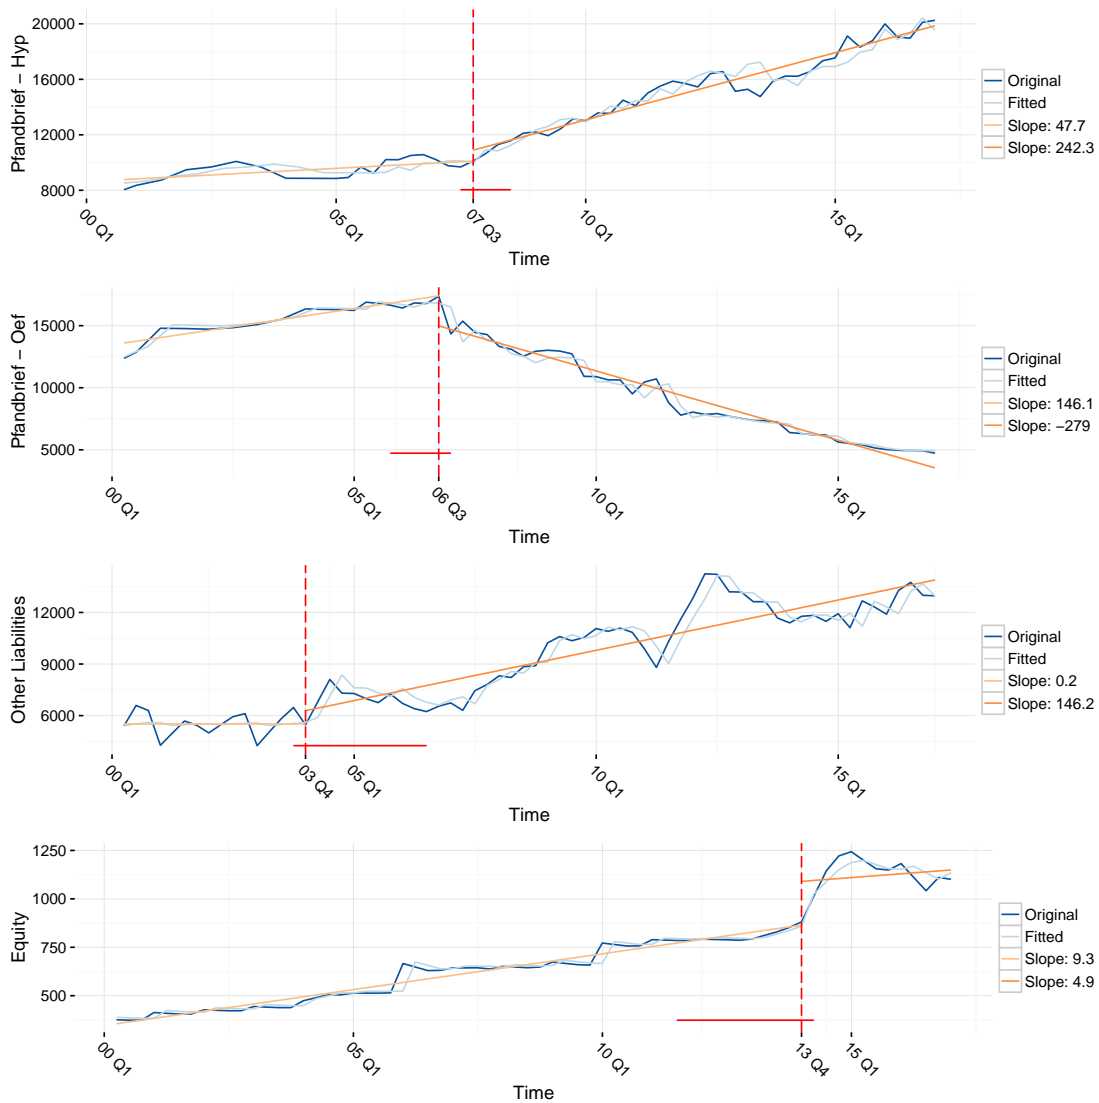 Pfandbrief − Hyp
20000
16000
12000
8000
00 Q1
05 Q1
07 Q3
10 Q1
15 Q1
Time
Original
Fitted
Slope: 47.7
Slope: 242.3
Pfandbrief − Oef
15000
10000
5000
00 Q1
05 Q1
06 Q3
10 Q1
15 Q1
Time
Original
Fitted
Slope: 146.1
Slope: −279
Other Liabilities
12000
9000
6000
00 Q1
03 Q4
05 Q1
10 Q1
15 Q1
Time
Original
Fitted
Slope: 0.2
Slope: 146.2
Equity
1250
1000
750
500
00 Q1
05 Q1
10 Q1
13 Q4
15 Q1
Time
Original
Fitted
Slope: 9.3
Slope: 4.9